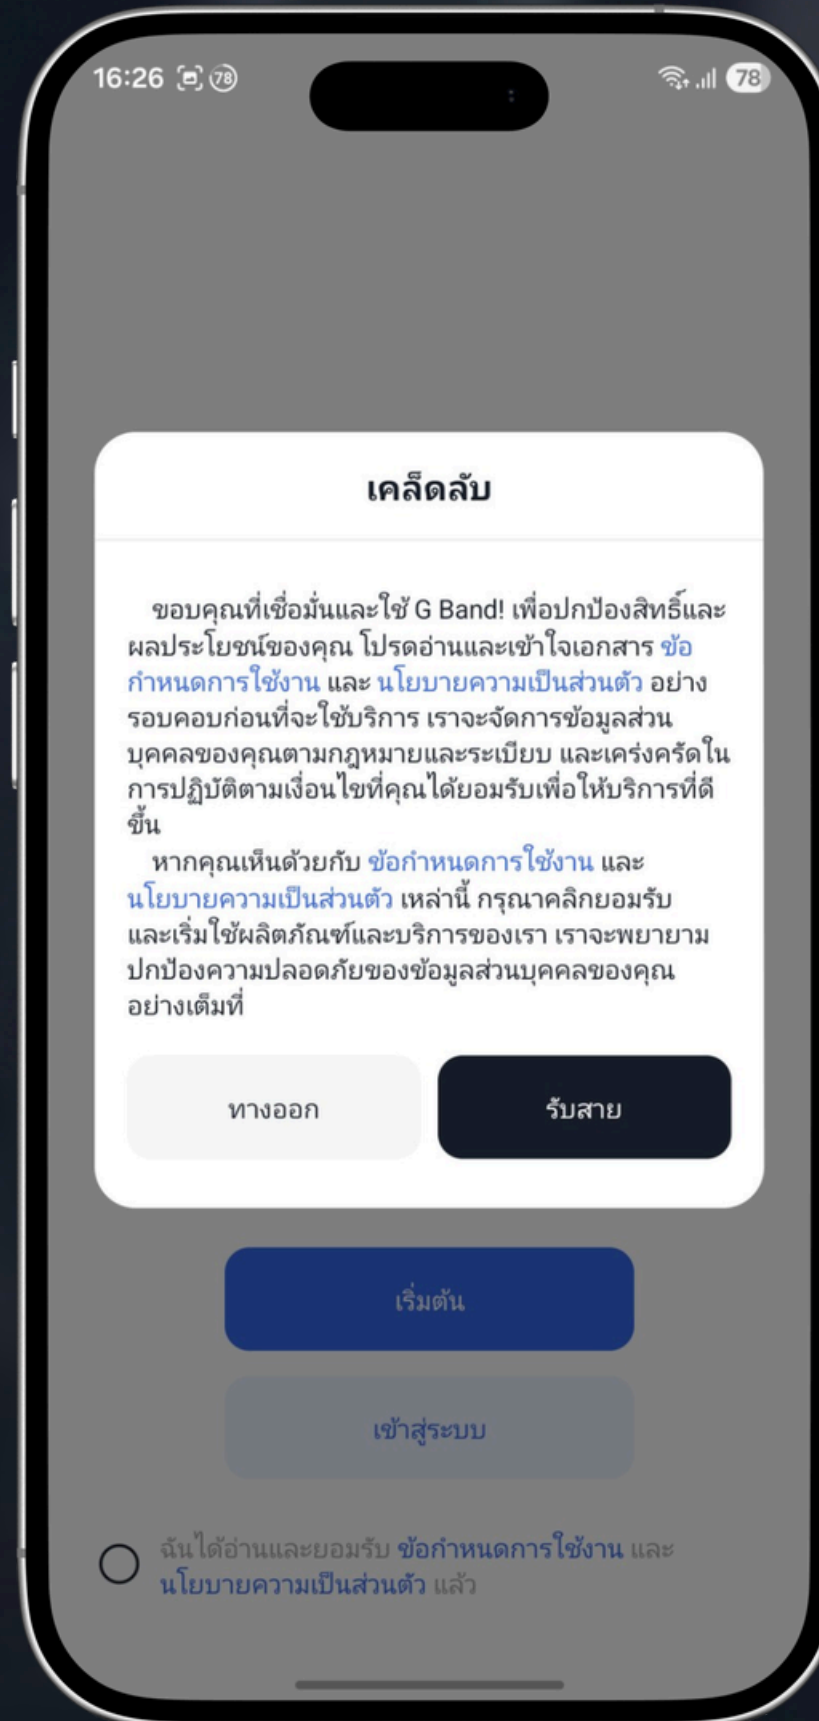 16:26 78
78
เคล็ดลับ
ขอบคุณที่เชื่อมั่นและใช้ G Band! เพื่อปกป้องสิทธิ์และ
ผลประโยชน์ของคุณ โปรดอ่านและเข้าใจเอกสาร ข้อ
กำหนดการใช้งาน และ นโยบายความเป็นส่วนตัว อย่าง
รอบคอบก่อนที่จะใช้บริการ เราจะจัดการข้อมูลส่วน
บุคคลของคุณตามกฎหมายและระเบียบ และเคร่งครัดใน
การปฏิบัติตามเงื่อนไขที่คุณได้ยอมรับเพื่อให้บริการที่ดี
ขึ้น
หากคุณเห็นด้วยกับ ข้อกำหนดการใช้งาน และ
นโยบายความเป็นส่วนตัว เหล่านี้ กรุณาคลิกยอมรับ
และเริ่มใช้ผลิตภัณฑ์และบริการของเรา เราจะพยายาม
ปกป้องความปลอดภัยของข้อมูลส่วนบุคคลของคุณ
อย่างเต็มที่
ทางออก
รับสาย
เริ่มต้น
เข้าสู่ระบบ
ฉันได้อ่านและยอมรับ ข้อกำหนดการใช้งาน และ
นโยบายความเป็นส่วนตัว แล้ว